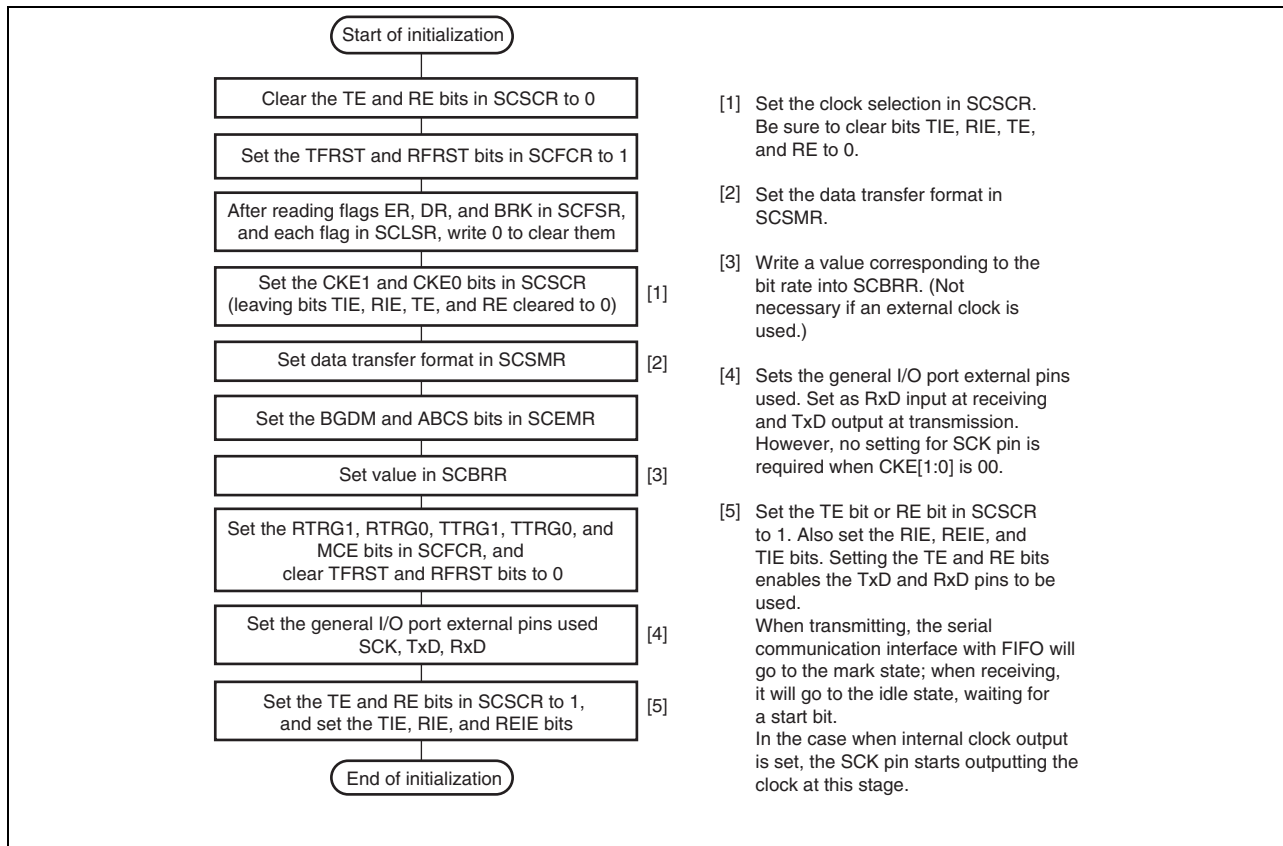 Start of initialization
Clear the TE and RE bits in SCSCR to 0
Set the TFRST and RFRST bits in SCFCR to 1
After reading flags ER, DR, and BRK in SCFSR,
and each flag in SCLSR, write 0 to clear them
Set the CKE1 and CKE0 bits in SCSCR
(leaving bits TIE, RIE, TE, and RE cleared to 0)
[1]
Set data transfer format in SCSMR
[2]
Set the BGDM and ABCS bits in SCEMR
Set value in SCBRR
[3]
Set the RTRG1, RTRG0, TTRG1, TTRG0, and
MCE bits in SCFCR, and
clear TFRST and RFRST bits to 0
Set the general I/O port external pins used
SCK, TxD, RxD
[4]
Set the TE and RE bits in SCSCR to 1,
and set the TIE, RIE, and REIE bits
[5]
End of initialization
[1] Set the clock selection in SCSCR.
Be sure to clear bits TIE, RIE, TE,
and RE to 0.
[2] Set the data transfer format in
SCSMR.
[3] Write a value corresponding to the
bit rate into SCBRR. (Not
necessary if an external clock is
used.)
[4] Sets the general I/O port external pins
used. Set as RxD input at receiving
and TxD output at transmission.
However, no setting for SCK pin is
required when CKE[1:0] is 00.
[5] Set the TE bit or RE bit in SCSCR
to 1. Also set the RIE, REIE, and
TIE bits. Setting the TE and RE bits
enables the TxD and RxD pins to be
used.
When transmitting, the serial
communication interface with FIFO will
go to the mark state; when receiving,
it will go to the idle state, waiting for
a start bit.
In the case when internal clock output
is set, the SCK pin starts outputting the
clock at this stage.